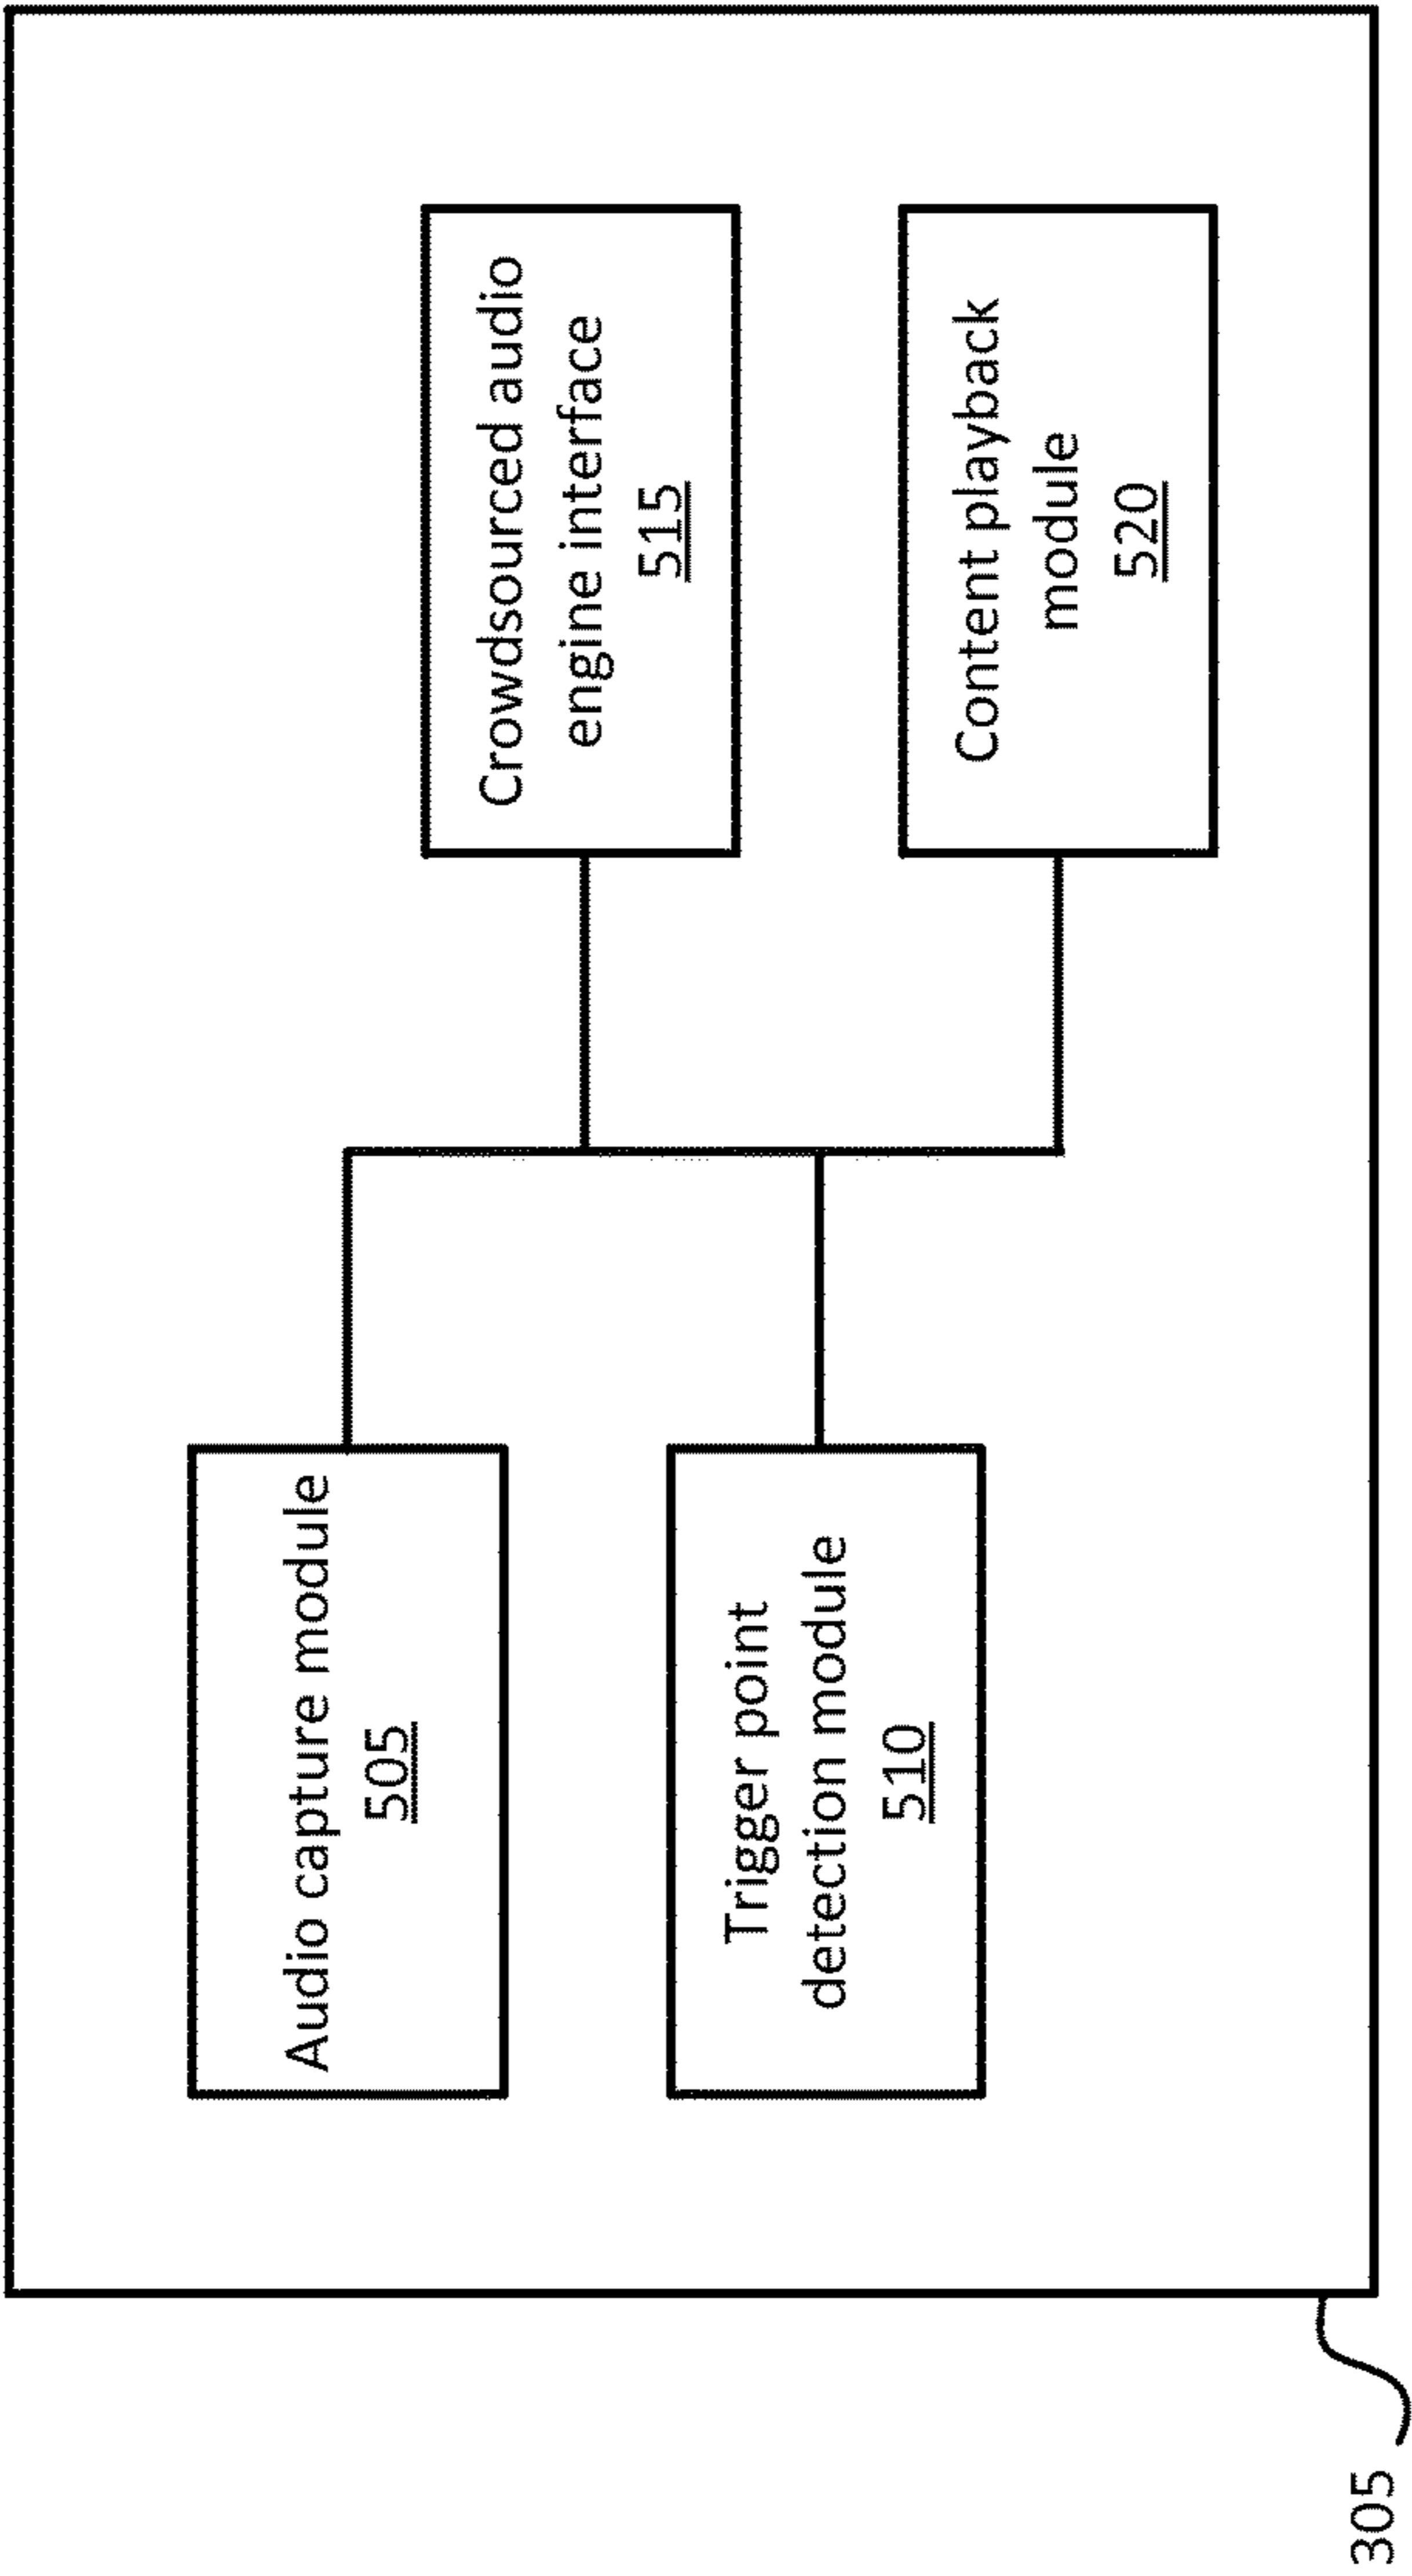 Audio capture module
505
Trigger point
detection module
510
Crowdsourced audio
engine interface
515
Content playback
module
520
305